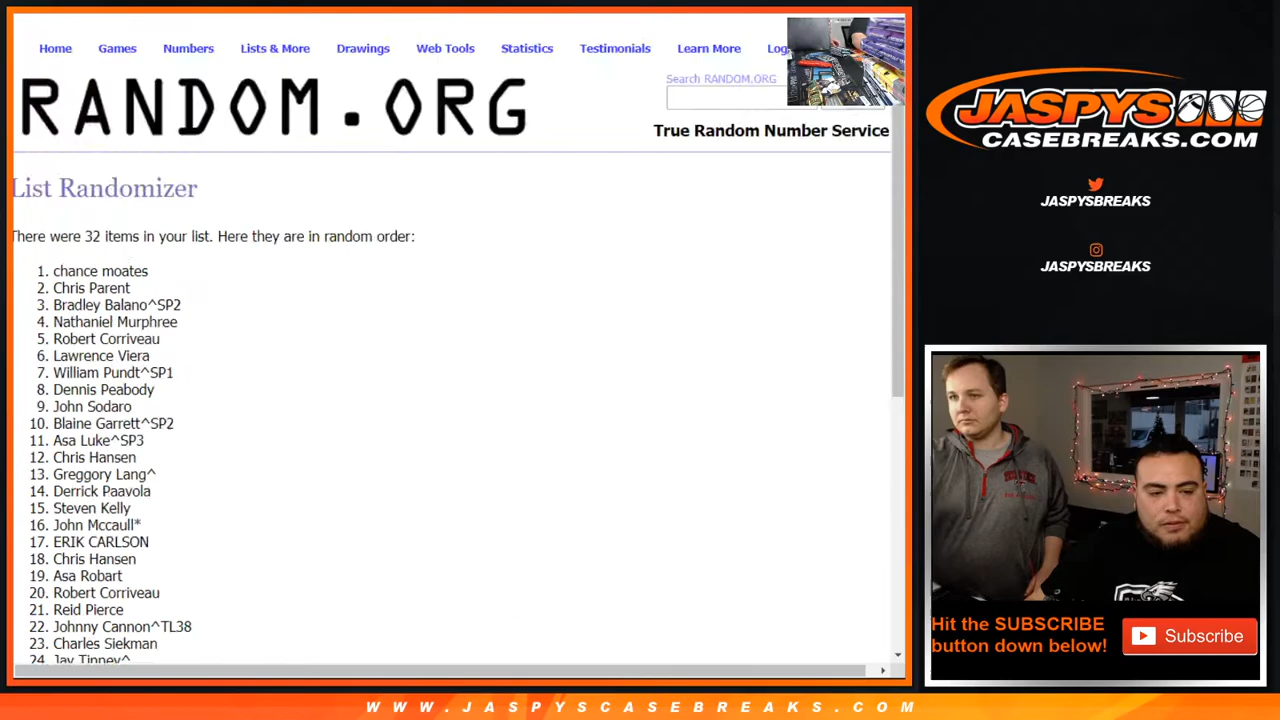 Home Games Numbers Lists & More Drawings Web Tools Statistics Testimonials Learn More Log
RANDOM.ORG
Search RANDOM.ORG
True Random Number Service
List Randomizer
There were 32 items in your list. Here they are in random order:
1. chance moates
2. Chris Parent
3. Bradley Balano^SP2
4. Nathaniel Murphree
5. Robert Corriveau
6. Lawrence Viera
7. William Pundt^SP1
8. Dennis Peabody
9. John Sodaro
10. Blaine Garrett^SP2
11. Asa Luke^SP3
12. Chris Hansen
13. Greggory Lang^
14. Derrick Paavola
15. Steven Kelly
16. John Mccaull*
17. ERIK CARLSON
18. Chris Hansen
19. Asa Robart
20. Robert Corriveau
21. Reid Pierce
22. Johnny Cannon^TL38
23. Charles Siekman
24. Jay Tinney^
JASPYS
CASEBREAKS.COM
JASPYSBREAKS
JASPYSBREAKS
Hit the SUBSCRIBE
button down below!
Subscribe
WWW.JASPYSCASEBREAKS.COM